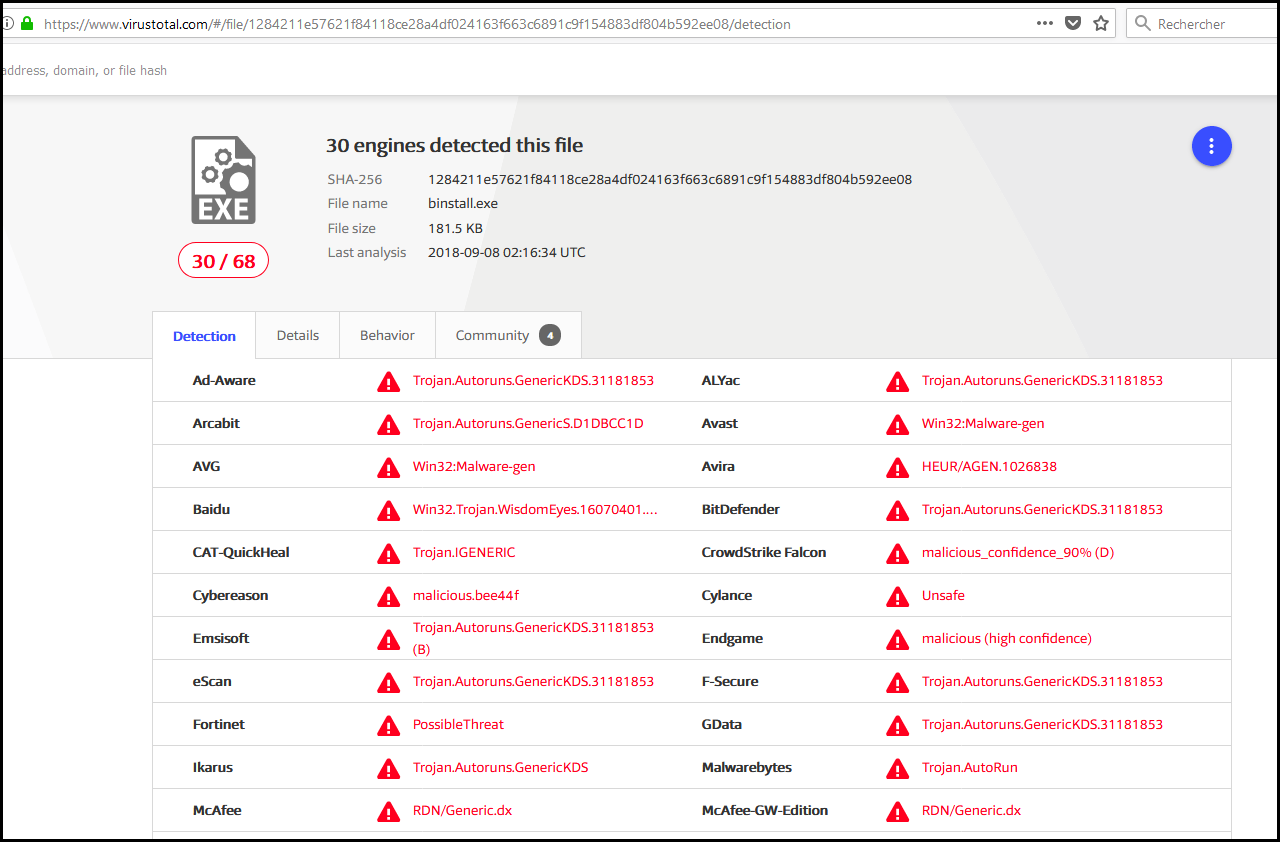 https://www.virustotal.com/#/file/1284211e57621f84118ce28a4df024163f663c6891c9f154883df804b592ee08/detection
Rechercher
address, domain, or file hash
30 engines detected this file
SHA-256 1284211e57621f84118ce28a4df024163f663c6891c9f154883df804b592ee08
File name binstall.exe
File size 181.5 KB
Last analysis 2018-09-08 02:16:34 UTC
EXE
30 / 68
Detection Details Behavior Community 4
Ad-Aware Trojan.Autoruns.GenericKDS.31181853 ALYac Trojan.Autoruns.GenericKDS.31181853
Arcabit Trojan.Autoruns.GenericS.D1DBCC1D Avast Win32:Malware-gen
AVG Win32:Malware-gen Avira HEUR/AGEN.1026838
Baidu Win32.Trojan.WisdomEyes.16070401.... BitDefender Trojan.Autoruns.GenericKDS.31181853
CAT-QuickHeal Trojan.IGENERIC CrowdStrike Falcon malicious_confidence_90% (D)
Cybereason malicious.bee44f Cylance Unsafe
Emsisoft Trojan.Autoruns.GenericKDS.31181853 (B) Endgame malicious (high confidence)
eScan Trojan.Autoruns.GenericKDS.31181853 F-Secure Trojan.Autoruns.GenericKDS.31181853
Fortinet PossibleThreat GData Trojan.Autoruns.GenericKDS.31181853
Ikarus Trojan.Autoruns.GenericKDS Malwarebytes Trojan.AutoRun
McAfee RDN/Generic.dx McAfee-GW-Edition RDN/Generic.dx